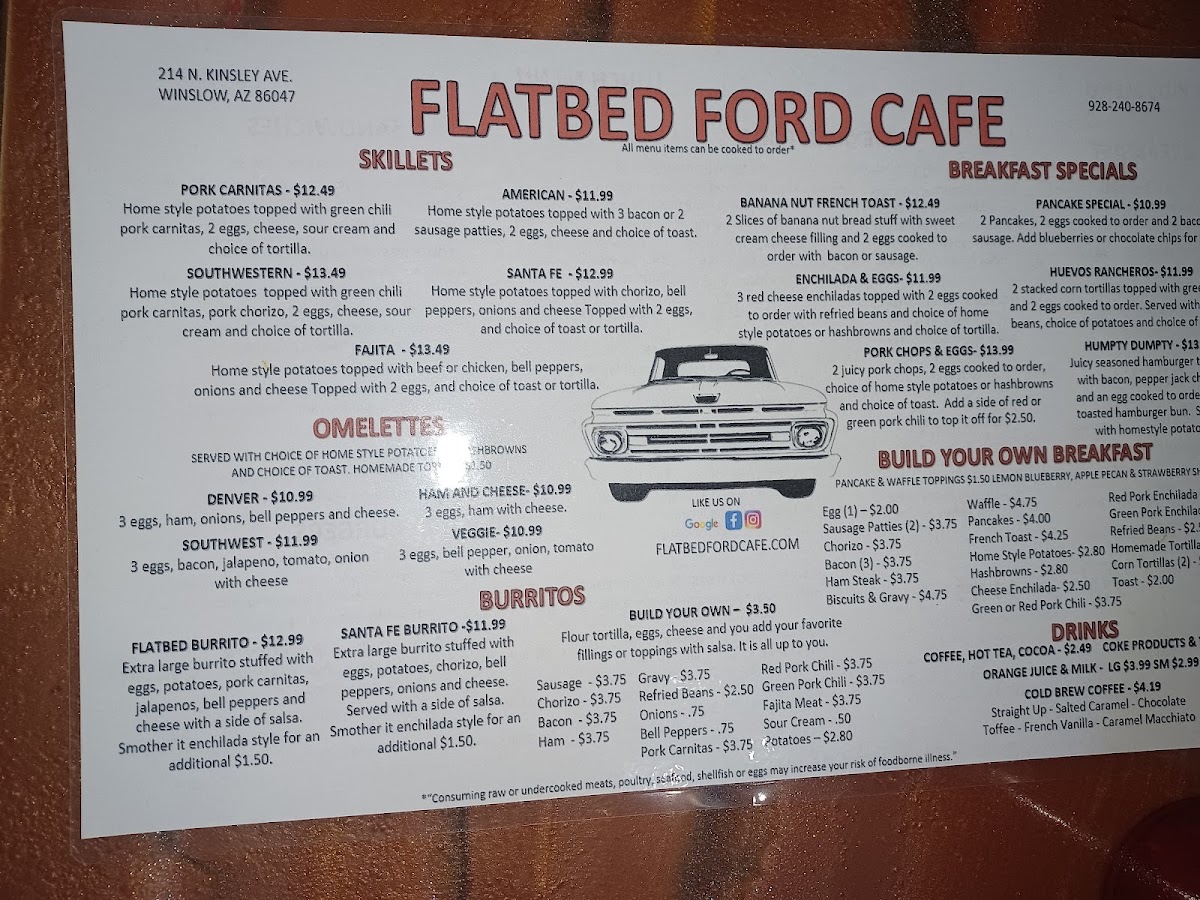 214 N. KINSLEY AVE.
WINSLOW, AZ 86047
FLATBED FORD CAFE
928-240-8674
All menu items can be cooked to order*
SKILLETS
PORK CARNITAS - $12.49
Home style potatoes topped with green chili
pork carnitas, 2 eggs, cheese, sour cream and
choice of tortilla.
AMERICAN - $11.99
Home style potatoes topped with 3 bacon or 2
sausage patties, 2 eggs, cheese and choice of toast.
SOUTHWESTERN - $13.49
Home style potatoes topped with green chili
pork carnitas, pork chorizo, 2 eggs, cheese, sour
cream and choice of tortilla.
SANTA FE - $12.99
Home style potatoes topped with chorizo, bell
peppers, onions and cheese Topped with 2 eggs,
and choice of toast or tortilla.
FAJITA - $13.49
Home style potatoes topped with beef or chicken, bell peppers,
onions and cheese Topped with 2 eggs, and choice of toast or tortilla.
BREAKFAST SPECIALS
BANANA NUT FRENCH TOAST - $12.49
2 Slices of banana nut bread stuff with sweet
cream cheese filling and 2 eggs cooked to
order with bacon or sausage.
PANCAKE SPECIAL - $10.99
2 Pancakes, 2 eggs cooked to order and 2
sausage. Add blueberries or chocolate chips for
ENCHILADA & EGGS- $11.99
3 red cheese enchiladas topped with 2 eggs cooked
to order with refried beans and choice of home
style potatoes or hashbrowns and choice of tortilla.
HUEVOS RANCHEROS- $11.99
2 stacked corn tortillas topped with
and 2 eggs cooked to order. Served with
beans, choice of potatoes and choice of
PORK CHOPS & EGGS- $13.99
2 juicy pork chops, 2 eggs cooked to order,
choice of home style potatoes or hashbrowns
and choice of toast. Add a side of red or
green pork chili to top it off for $2.50.
HUMPTY DUMPTY - $13
Juicy seasoned hamburger
with bacon, pepper jack
and an egg cooked to
toasted hamburger bun.
with homestyle
OMELETTES
SERVED WITH CHOICE OF HOME STYLE POTATOES HASHBROWNS
AND CHOICE OF TOAST. HOMEMADE $1.50
DENVER - $10.99
3 eggs, ham, onions, bell peppers and cheese.
HAM AND CHEESE- $10.99
3 eggs, ham with cheese.
SOUTHWEST - $11.99
3 eggs, bacon, jalapeno, tomato, onion
with cheese
VEGGIE- $10.99
3 eggs, bell pepper, onion, tomato
with cheese
LIKE US ON
Google
FLATBEDFORDCAFE.COM
BUILD YOUR OWN BREAKFAST
PANCAKE & WAFFLE TOPPINGS $1.50 LEMON BLUEBERRY, APPLE PECAN & STRAWBERRY
Egg (1) – $2.00
Sausage Patties (2) - $3.75
Chorizo - $3.75
Bacon (3) - $3.75
Ham Steak - $3.75
Biscuits & Gravy - $4.75
Waffle - $4.75
Pancakes - $4.00
French Toast - $4.25
Home Style Potatoes- $2.80
Hashbrowns - $2.80
Cheese Enchilada- $2.50
Green or Red Pork Chili - $3.75
Red Pork Enchilada
Green Pork
Refried Beans -
Homemade
Corn Tortillas (2) -
Toast - $2.00
BURRITOS
FLATBED BURRITO - $12.99
Extra large burrito stuffed with
eggs, potatoes, pork carnitas,
jalapenos, bell peppers and
cheese with a side of salsa.
Smother it enchilada style for an
additional $1.50.
SANTA FE BURRITO -$11.99
Extra large burrito stuffed with
eggs, potatoes, chorizo, bell
peppers, onions and cheese.
Served with a side of salsa.
Smother it enchilada style for an
additional $1.50.
BUILD YOUR OWN – $3.50
Flour tortilla, eggs, cheese and you add your favorite
fillings or toppings with salsa. It is all up to you.
Sausage - $3.75
Chorizo - $3.75
Bacon - $3.75
Ham - $3.75
Gravy - $3.75
Refried Beans - $2.50
Onions - .75
Bell Peppers - .75
Pork Carnitas - $3.75
Red Pork Chili - $3.75
Green Pork Chili - $3.75
Fajita Meat - $3.75
Sour Cream - .50
Potatoes – $2.80
DRINKS
COFFEE, HOT TEA, COCOA - $2.49 COKE PRODUCTS &
ORANGE JUICE & MILK - LG $3.99 SM $2.99
COLD BREW COFFEE - $4.19
Straight Up - Salted Caramel - Chocolate
Toffee - French Vanilla - Caramel Macchiato
*"Consuming raw or undercooked meats, poultry, seafood, shellfish or eggs may increase your risk of foodborne illness."